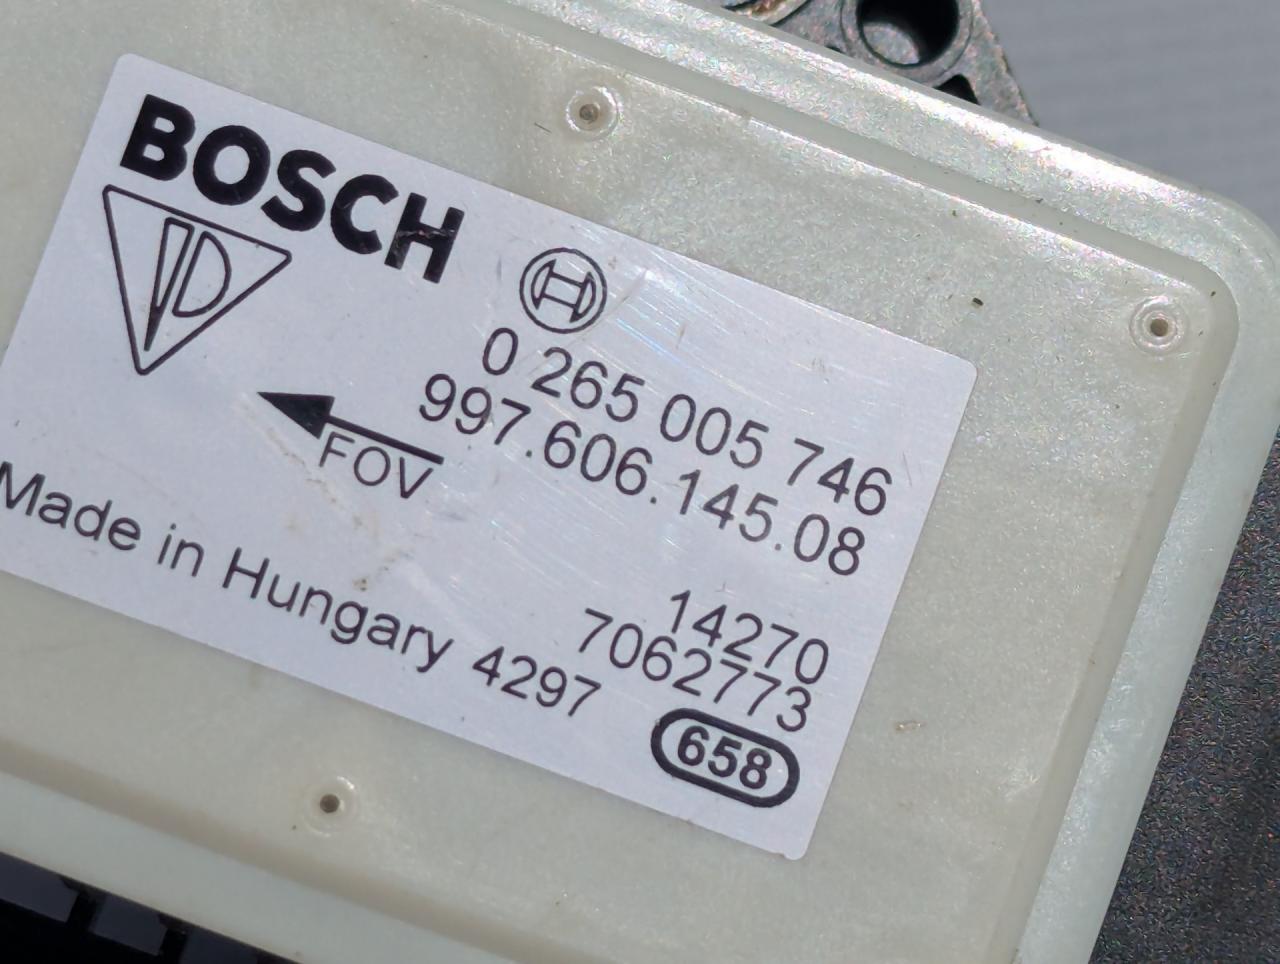 BOSCH
0 265 005 746
997.606.145.08
FOV
14270
7062773
Made in Hungary 4297
658